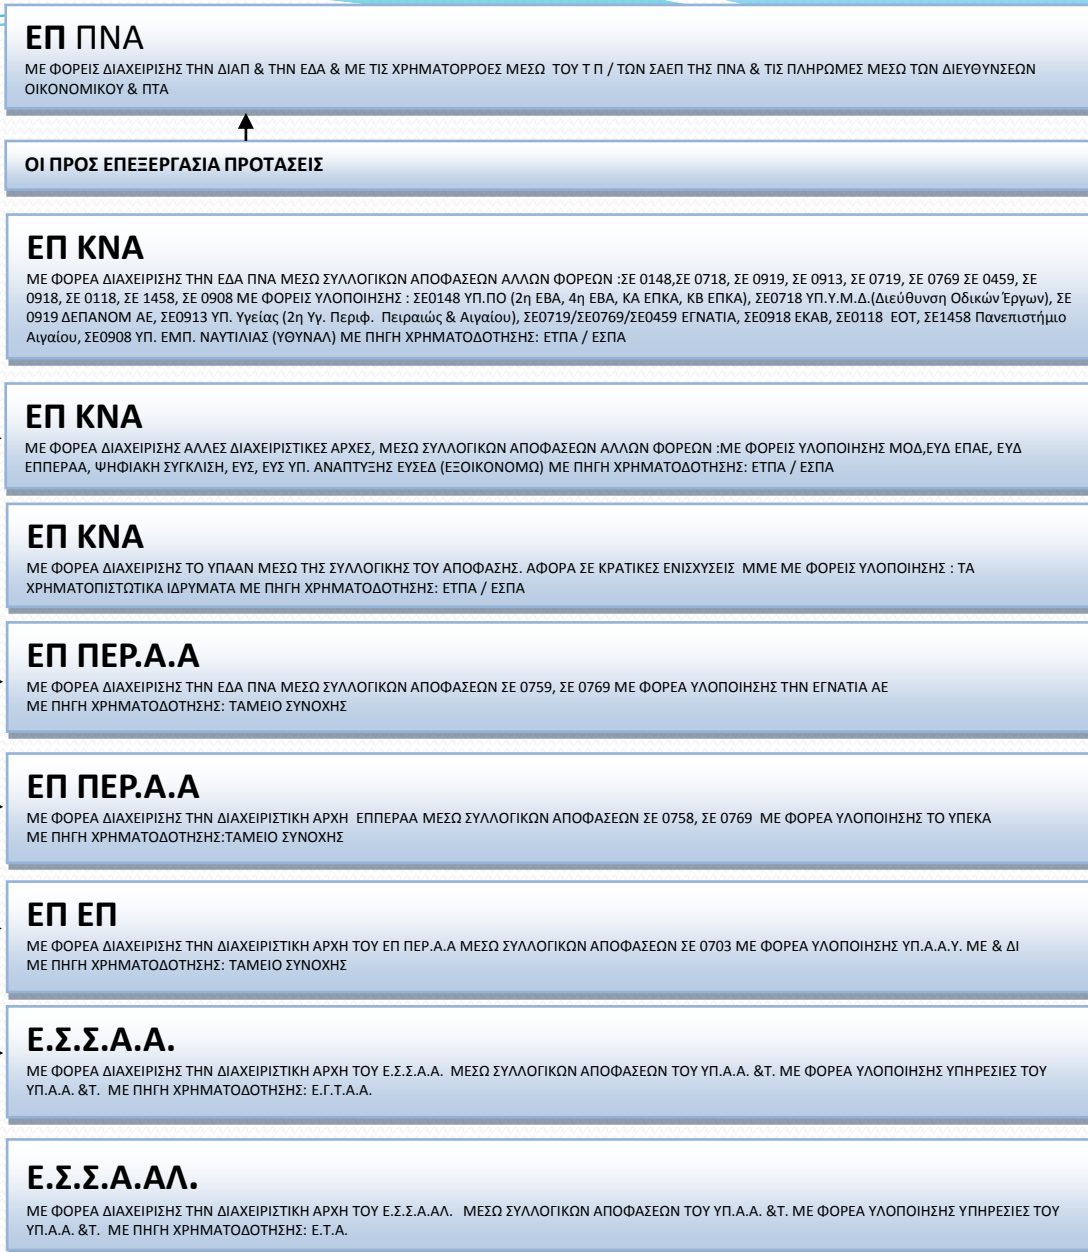 ΕΠ ΠΝΑ
ΜΕ ΦΟΡΕΙΣ ΔΙΑΧΕΙΡΙΣΗΣ ΤΗΝ ΔΙΑΠ & ΤΗΝ ΕΔΑ & ΜΕ ΤΙΣ ΧΡΗΜΑΤΟΡΡΟΕΣ ΜΕΣΩ ΤΟΥ Τ Π / ΤΩΝ ΣΑΕΠ ΤΗΣ ΠΝΑ & ΤΙΣ ΠΛΗΡΩΜΕΣ ΜΕΣΩ ΤΩΝ ΔΙΕΥΘΥΝΣΕΩΝ
ΟΙΚΟΝΟΜΙΚΟΥ & ΠΤΑ
ΟΙ ΠΡΟΣ ΕΠΕΞΕΡΓΑΣΙΑ ΠΡΟΤΑΣΕΙΣ
ΕΠ ΚΝΑ
ΜΕ ΦΟΡΕΑ ΔΙΑΧΕΙΡΙΣΗΣ ΤΗΝ ΕΔΑ ΠΝΑ ΜΕΣΩ ΣΥΛΛΟΓΙΚΩΝ ΑΠΟΦΑΣΕΩΝ ΑΛΛΩΝ ΦΟΡΕΩΝ :ΣΕ 0148,ΣΕ 0718, ΣΕ 0919, ΣΕ 0913, ΣΕ 0719, ΣΕ 0769 ΣΕ 0459, ΣΕ
0918, ΣΕ 0118, ΣΕ 1458, ΣΕ 0908 ΜΕ ΦΟΡΕΙΣ ΥΛΟΠΟΙΗΣΗΣ : ΣΕ0148 ΥΠ.ΠΟ (2η ΕΒΑ, 4η ΕΒΑ, ΚΑ ΕΠΚΑ, ΚΒ ΕΠΚΑ), ΣΕ0718 ΥΠ.Υ.Μ.Δ.(Διεύθυνση Οδικών Έργων), ΣΕ
0919 ΔΕΠΑΝΟΜ ΑΕ, ΣΕ0913 ΥΠ. Υγείας (2η Υγ. Περιφ. Πειραιώς & Αιγαίου), ΣΕ0719/ΣΕ0769/ΣΕ0459 ΕΓΝΑΤΙΑ, ΣΕ0918 ΕΚΑΒ, ΣΕ0118 ΕΟΤ, ΣΕ1458 Πανεπιστήμιο
Αιγαίου, ΣΕ0908 ΥΠ. ΕΜΠ. ΝΑΥΤΙΛΙΑΣ (ΥΘΥΝΑΛ) ΜΕ ΠΗΓΗ ΧΡΗΜΑΤΟΔΟΤΗΣΗΣ: ΕΤΠΑ / ΕΣΠΑ
ΕΠ ΚΝΑ
ΜΕ ΦΟΡΕΑ ΔΙΑΧΕΙΡΙΣΗΣ ΑΛΛΕΣ ΔΙΑΧΕΙΡΙΣΤΙΚΕΣ ΑΡΧΕΣ, ΜΕΣΩ ΣΥΛΛΟΓΙΚΩΝ ΑΠΟΦΑΣΕΩΝ ΑΛΛΩΝ ΦΟΡΕΩΝ :ΜΕ ΦΟΡΕΙΣ ΥΛΟΠΟΙΗΣΗΣ ΜΟΔ,ΕΥΔ ΕΠΑΕ, ΕΥΔ
ΕΠΠΕΡΑΑ, ΨΗΦΙΑΚΗ ΣΥΓΚΛΙΣΗ, ΕΥΣ, ΕΥΣ ΥΠ. ΑΝΑΠΤΥΞΗΣ ΕΥΣΕΔ (ΕΞΟΙΚΟΝΟΜΩ) ΜΕ ΠΗΓΗ ΧΡΗΜΑΤΟΔΟΤΗΣΗΣ: ΕΤΠΑ / ΕΣΠΑ
ΕΠ ΚΝΑ
ΜΕ ΦΟΡΕΑ ΔΙΑΧΕΙΡΙΣΗΣ ΤΟ ΥΠΑΑΝ ΜΕΣΩ ΤΗΣ ΣΥΛΛΟΓΙΚΗΣ ΤΟΥ ΑΠΟΦΑΣΗΣ. ΑΦΟΡΑ ΣΕ ΚΡΑΤΙΚΕΣ ΕΝΙΣΧΥΣΕΙΣ ΜΜΕ ΜΕ ΦΟΡΕΙΣ ΥΛΟΠΟΙΗΣΗΣ : ΤΑ
ΧΡΗΜΑΤΟΠΙΣΤΩΤΙΚΑ ΙΔΡΥΜΑΤΑ ΜΕ ΠΗΓΗ ΧΡΗΜΑΤΟΔΟΤΗΣΗΣ: ΕΤΠΑ / ΕΣΠΑ
ΕΠ ΠΕΡ.Α.Α
ΜΕ ΦΟΡΕΑ ΔΙΑΧΕΙΡΙΣΗΣ ΤΗΝ ΕΔΑ ΠΝΑ ΜΕΣΩ ΣΥΛΛΟΓΙΚΩΝ ΑΠΟΦΑΣΕΩΝ ΣΕ 0759, ΣΕ 0769 ΜΕ ΦΟΡΕΑ ΥΛΟΠΟΙΗΣΗΣ ΤΗΝ ΕΓΝΑΤΙΑ ΑΕ
ΜΕ ΠΗΓΗ ΧΡΗΜΑΤΟΔΟΤΗΣΗΣ: ΤΑΜΕΙΟ ΣΥΝΟΧΗΣ
ΕΠ ΠΕΡ.Α.Α
ΜΕ ΦΟΡΕΑ ΔΙΑΧΕΙΡΙΣΗΣ ΤΗΝ ΔΙΑΧΕΙΡΙΣΤΙΚΗ ΑΡΧΗ ΕΠΠΕΡΑΑ ΜΕΣΩ ΣΥΛΛΟΓΙΚΩΝ ΑΠΟΦΑΣΕΩΝ ΣΕ 0758, ΣΕ 0769 ΜΕ ΦΟΡΕΑ ΥΛΟΠΟΙΗΣΗΣ ΤΟ ΥΠΕΚΑ
ΜΕ ΠΗΓΗ ΧΡΗΜΑΤΟΔΟΤΗΣΗΣ:ΤΑΜΕΙΟ ΣΥΝΟΧΗΣ
ΕΠ ΕΠ
ΜΕ ΦΟΡΕΑ ΔΙΑΧΕΙΡΙΣΗΣ ΤΗΝ ΔΙΑΧΕΙΡΙΣΤΙΚΗ ΑΡΧΗ ΤΟΥ ΕΠ ΠΕΡ.Α.Α ΜΕΣΩ ΣΥΛΛΟΓΙΚΩΝ ΑΠΟΦΑΣΕΩΝ ΣΕ 0703 ΜΕ ΦΟΡΕΑ ΥΛΟΠΟΙΗΣΗΣ ΥΠ.Α.Α.Υ. ΜΕ & ΔΙ
ΜΕ ΠΗΓΗ ΧΡΗΜΑΤΟΔΟΤΗΣΗΣ: ΤΑΜΕΙΟ ΣΥΝΟΧΗΣ
Ε.Σ.Σ.Α.Α.
ΜΕ ΦΟΡΕΑ ΔΙΑΧΕΙΡΙΣΗΣ ΤΗΝ ΔΙΑΧΕΙΡΙΣΤΙΚΗ ΑΡΧΗ ΤΟΥ Ε.Σ.Σ.Α.Α. ΜΕΣΩ ΣΥΛΛΟΓΙΚΩΝ ΑΠΟΦΑΣΕΩΝ ΤΟΥ ΥΠ.Α.Α. &Τ. ΜΕ ΦΟΡΕΑ ΥΛΟΠΟΙΗΣΗΣ ΥΠΗΡΕΣΙΕΣ ΤΟΥ
ΥΠ.Α.Α. &Τ. ΜΕ ΠΗΓΗ ΧΡΗΜΑΤΟΔΟΤΗΣΗΣ: Ε.Γ.Τ.Α.Α.
Ε.Σ.Σ.Α.ΑΛ.
ΜΕ ΦΟΡΕΑ ΔΙΑΧΕΙΡΙΣΗΣ ΤΗΝ ΔΙΑΧΕΙΡΙΣΤΙΚΗ ΑΡΧΗ ΤΟΥ Ε.Σ.Σ.Α.ΑΛ. ΜΕΣΩ ΣΥΛΛΟΓΙΚΩΝ ΑΠΟΦΑΣΕΩΝ ΤΟΥ ΥΠ.Α.Α. &Τ. ΜΕ ΦΟΡΕΑ ΥΛΟΠΟΙΗΣΗΣ ΥΠΗΡΕΣΙΕΣ ΤΟΥ
ΥΠ.Α.Α. &Τ. ΜΕ ΠΗΓΗ ΧΡΗΜΑΤΟΔΟΤΗΣΗΣ: Ε.Τ.Α.